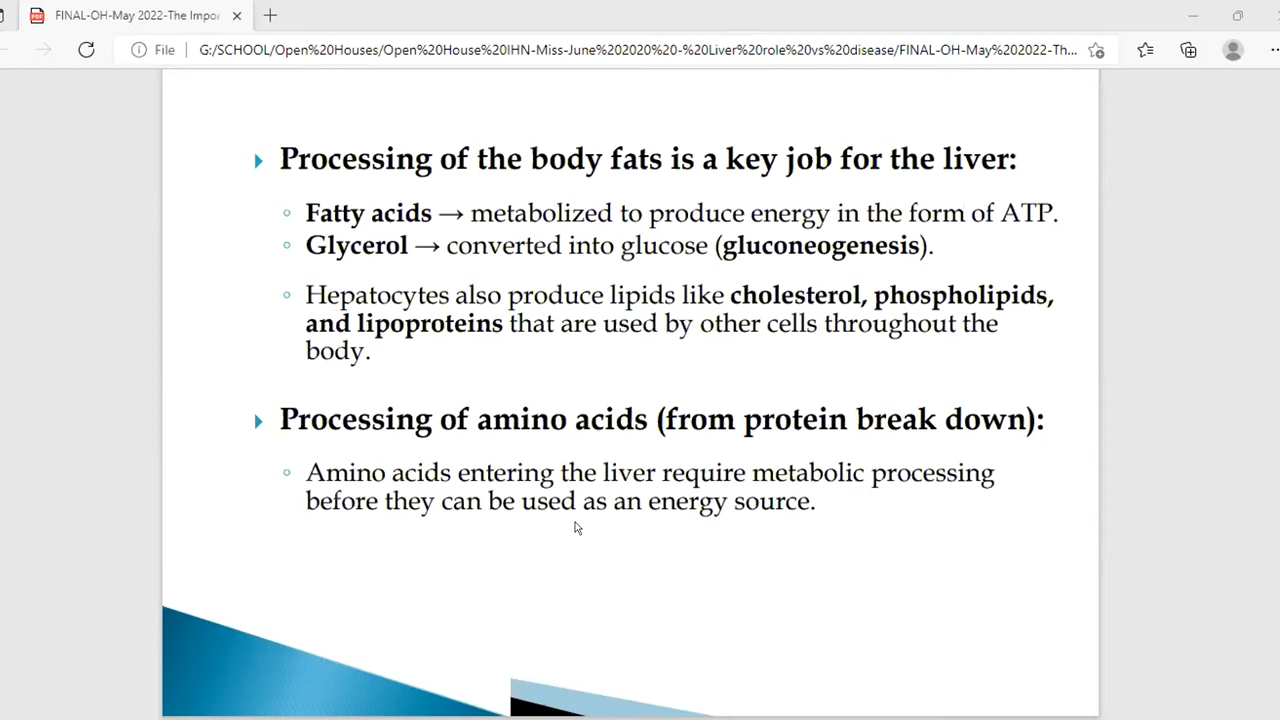 FINAL-OH-May 2022-The Impo
File
G:/SCHOOL/Open%20Houses/Open%20House%20IHN-Miss-June%202020%20-%20Liver%20role%20vs%20disease/FINAL-OH-May%202022-Th...
Processing of the body fats is a key job for the liver:
Fatty acids → metabolized to produce energy in the form of ATP.
Glycerol → converted into glucose (gluconeogenesis).
Hepatocytes also produce lipids like cholesterol, phospholipids,
and lipoproteins that are used by other cells throughout the
body.
Processing of amino acids (from protein break down):
Amino acids entering the liver require metabolic processing
before they can be used as an energy source.